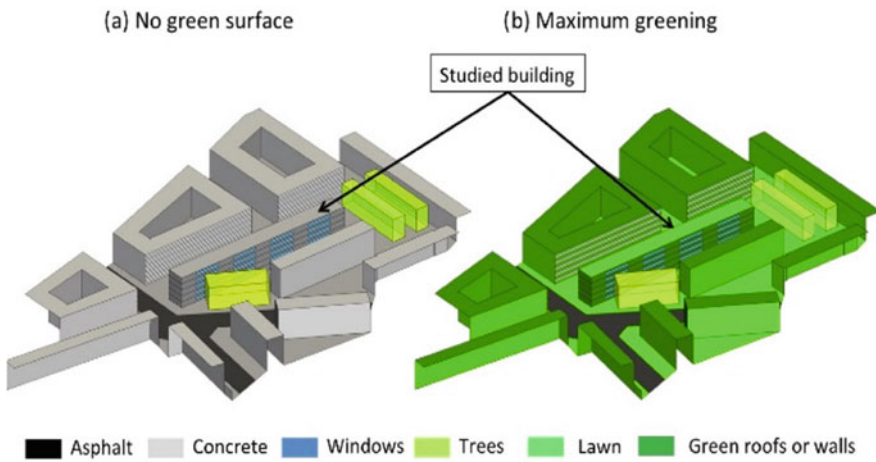 (a) No green surface
(b) Maximum greening
Studied building
Asphalt
Concrete
Windows
Trees
Lawn
Green roofs or walls